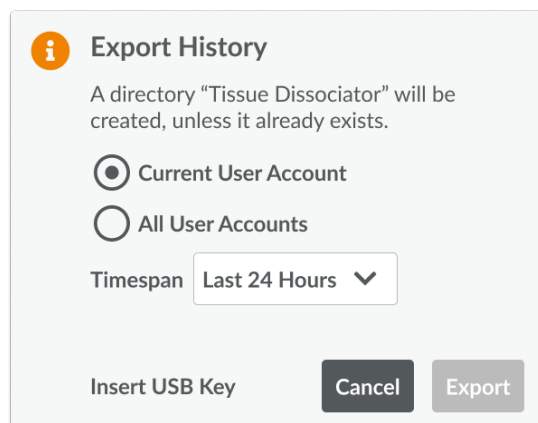 Export History
A directory “Tissue Dissociator” will be
created, unless it already exists.
Current User Account
All User Accounts
Timespan Last 24 Hours
Insert USB Key Cancel Export